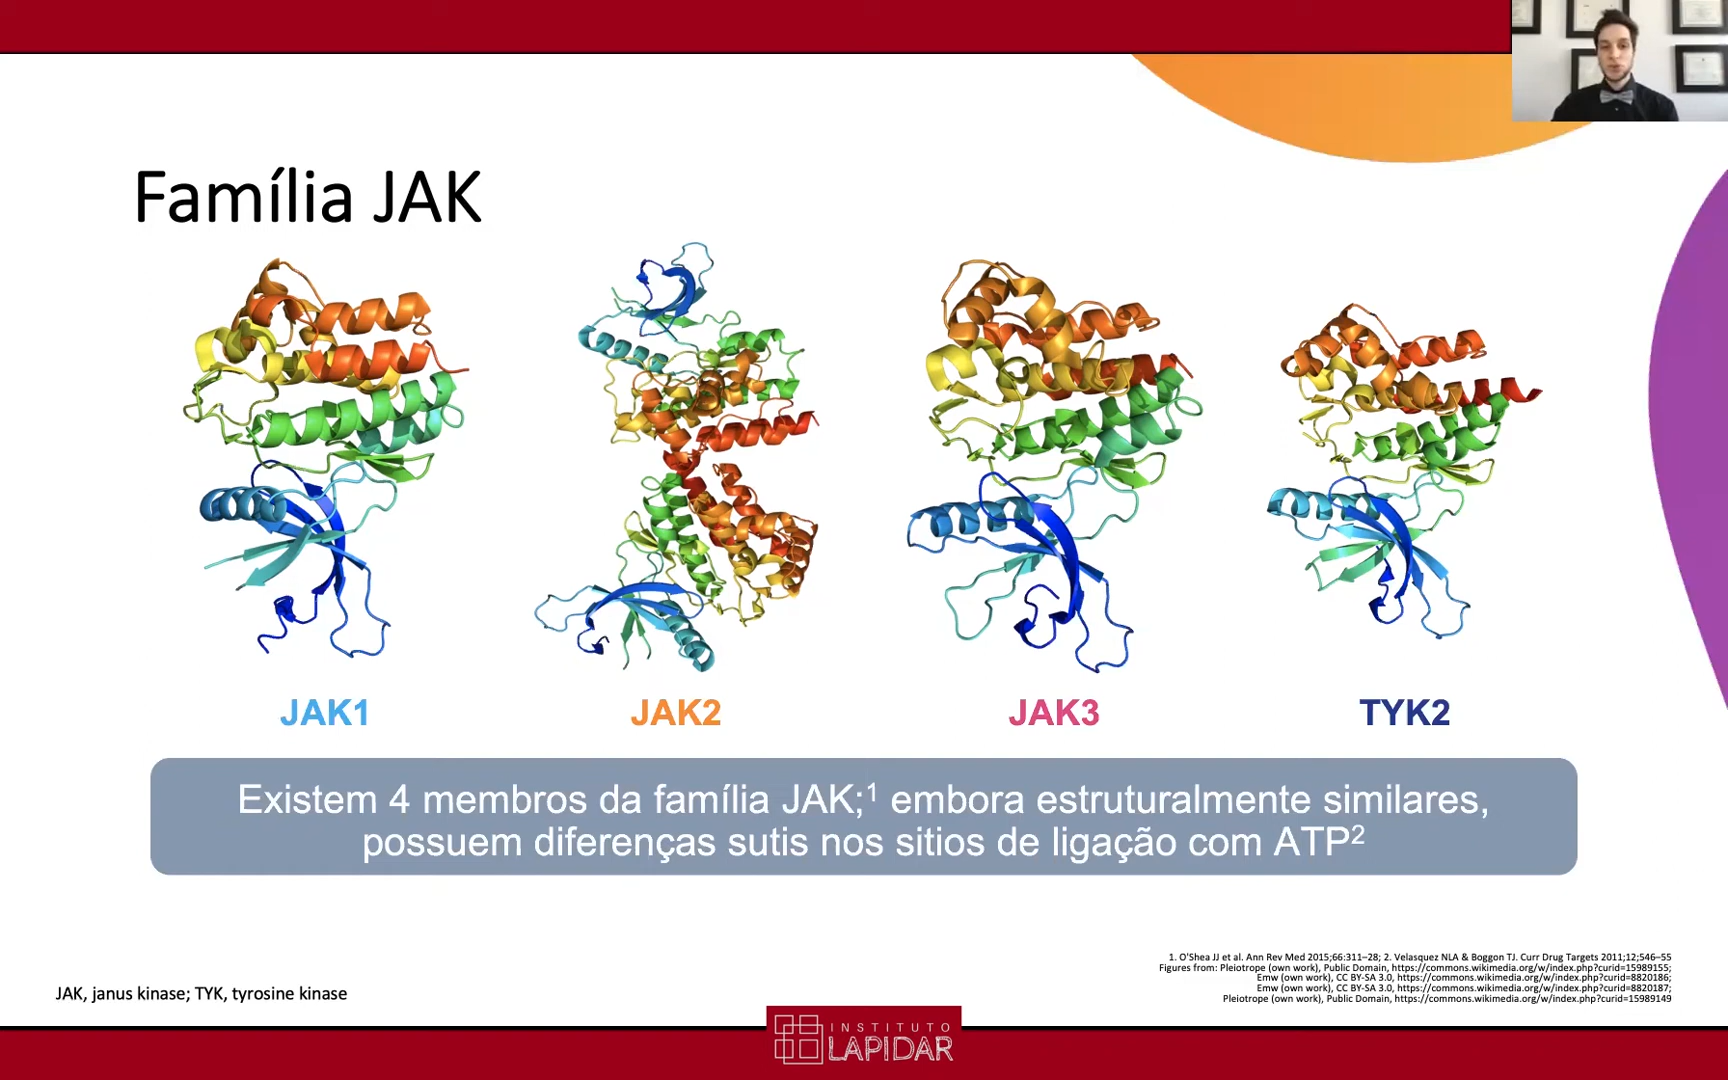 Família JAK
JAK1
JAK2
JAK3
TYK2
Existem 4 membros da família JAK;¹ embora estruturalmente similares,
possuem diferenças sutis nos sitios de ligação com ATP²
1. O'Shea JJ et al. Ann Rev Med 2015;66:311–28; 2. Velasquez NLA & Boggon TJ. Curr Drug Targets 2011;12;546–55
Figures from: Pleiotrope (own work), Public Domain, https://commons.wikimedia.org/w/index.php?curid=15989155;
Emw (own work), CC BY-SA 3.0, https://commons.wikimedia.org/w/index.php?curid=8820186;
Emw (own work), CC BY-SA 3.0, https://commons.wikimedia.org/w/index.php?curid=8820187;
Pleiotrope (own work), Public Domain, https://commons.wikimedia.org/w/index.php?curid=15989149
JAK, janus kinase; TYK, tyrosine kinase
INSTITUTO
LAPIDAR